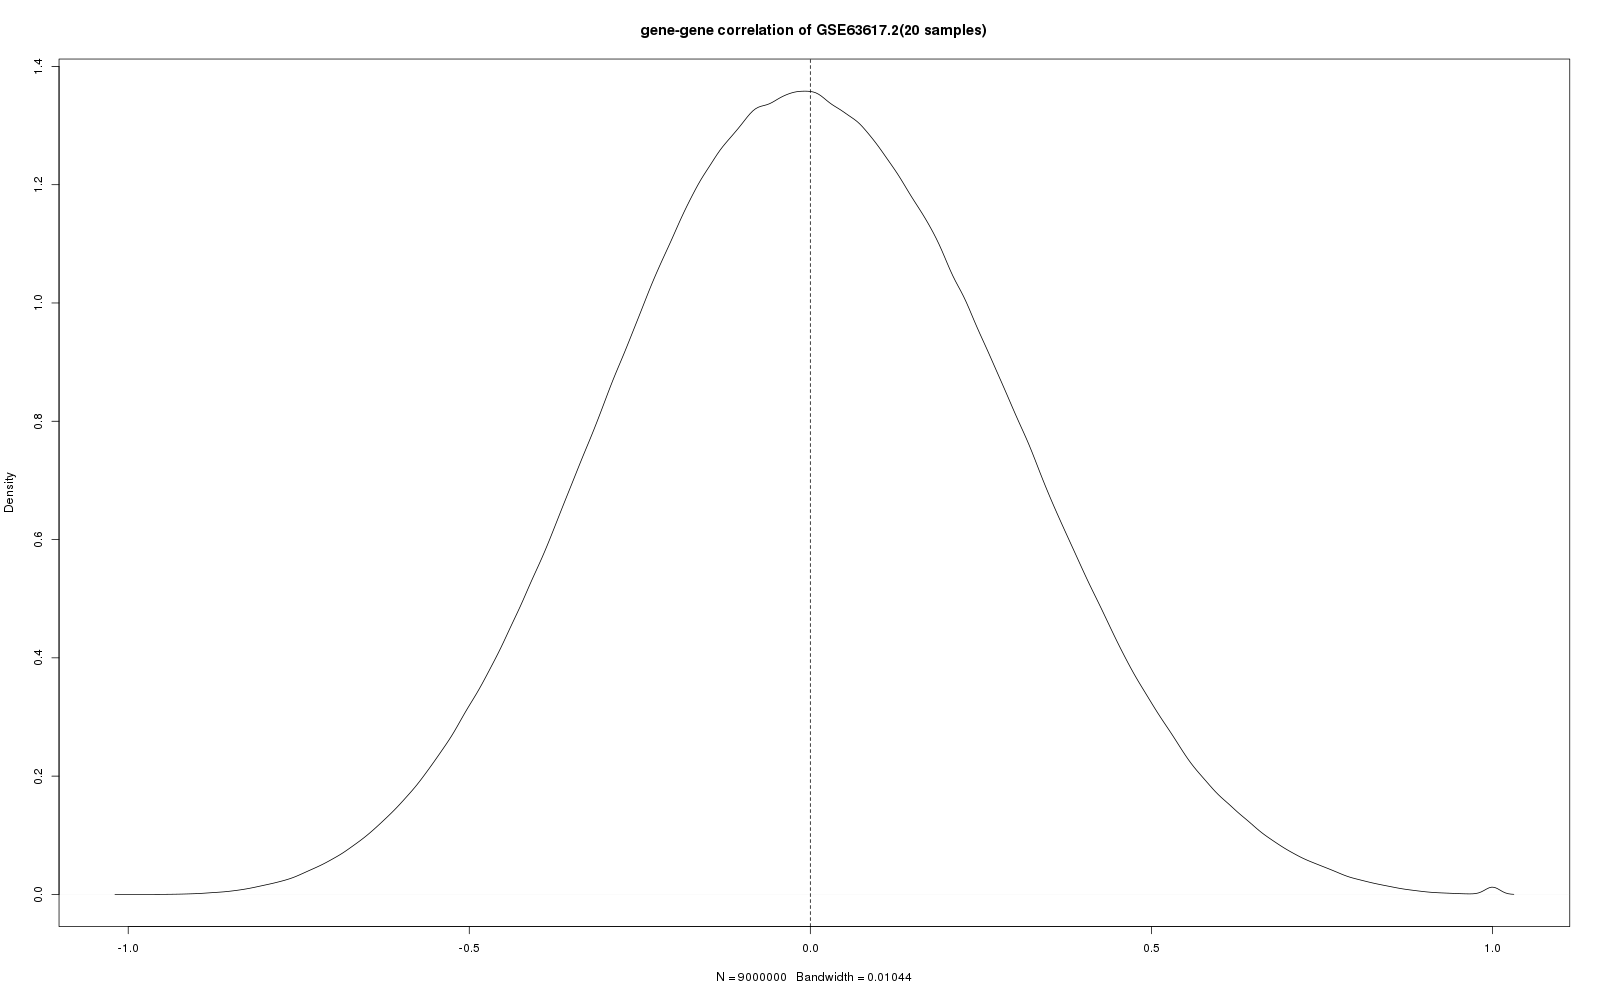 gene-gene correlation of GSE63617.2(20 samples)
1.4
1.2
1.0
0.8
0.6
0.4
0.2
0.0
Density
-1.0 -0.5 0.0 0.5 1.0
N = 9000000 Bandwidth = 0.01044